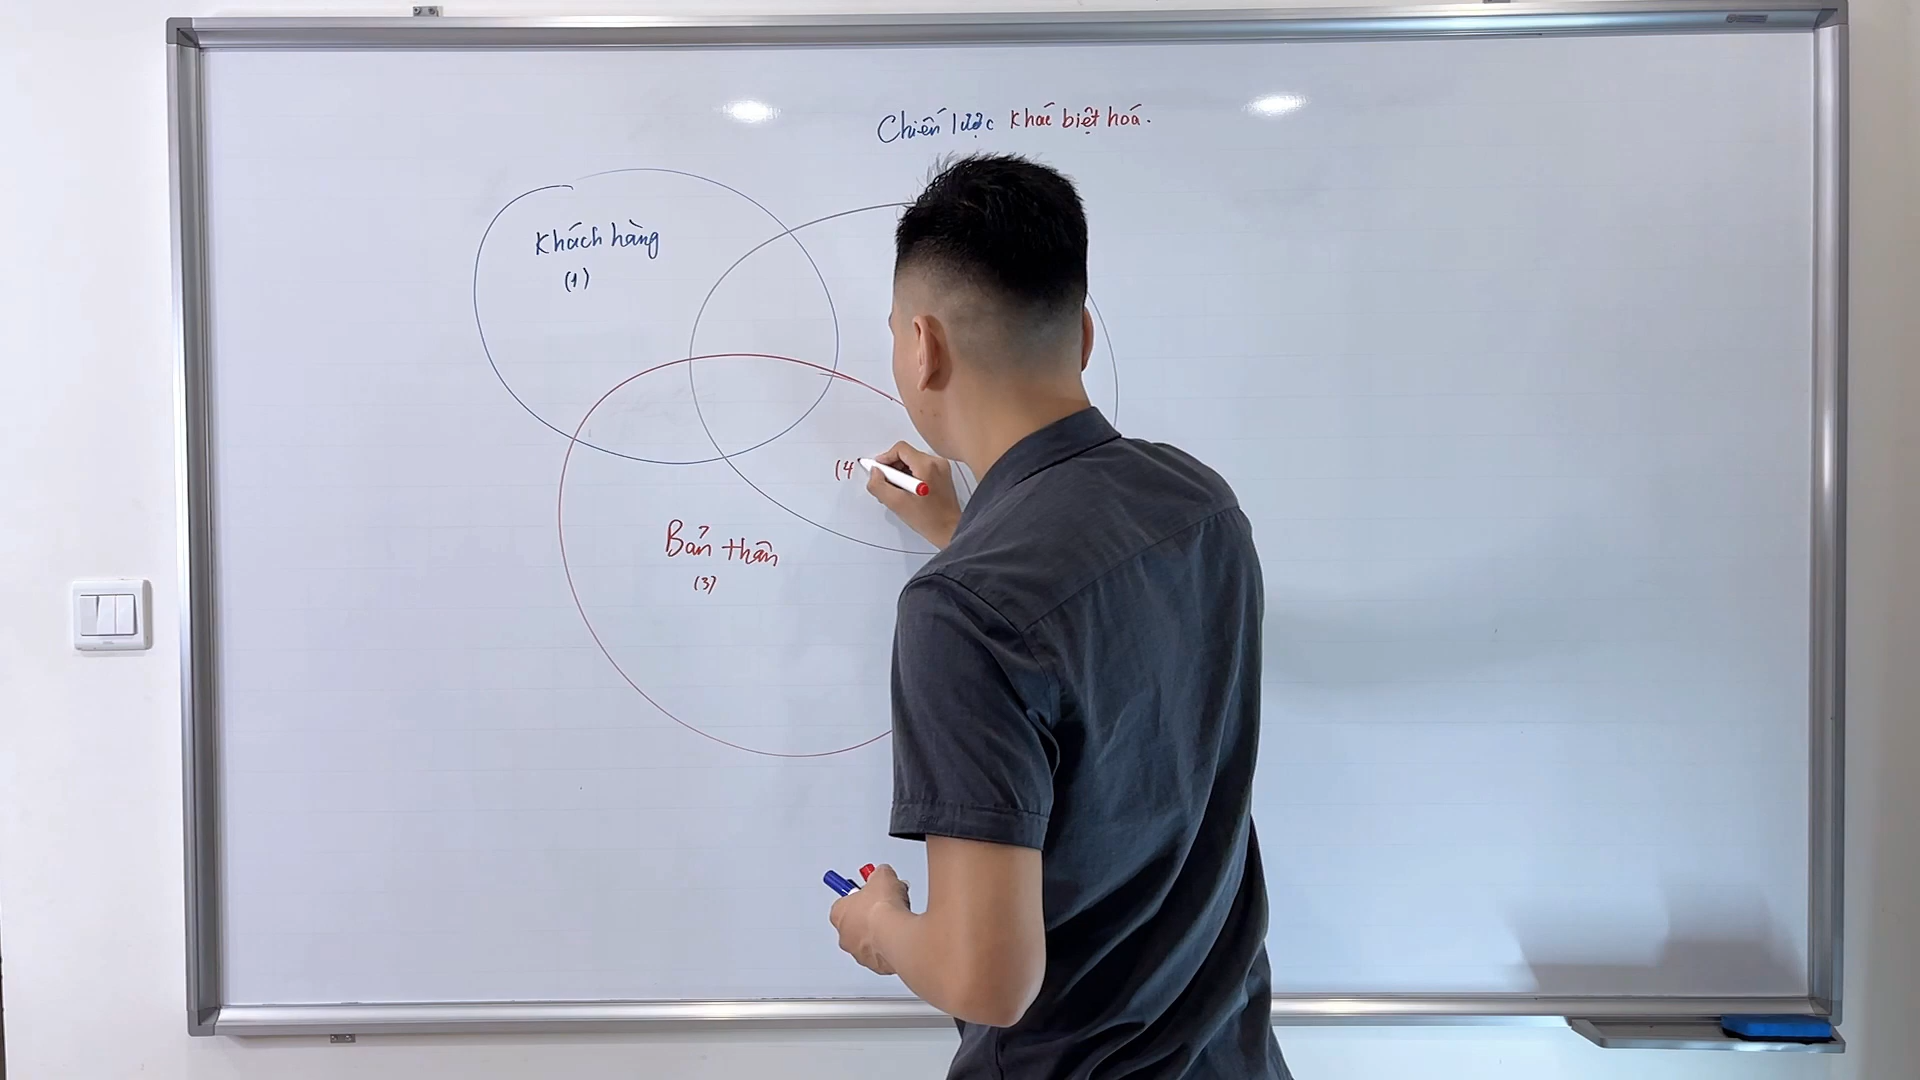 Chiến lược khác biệt hoá.
Khách hàng
(1)
(4
Bản thân
(3)